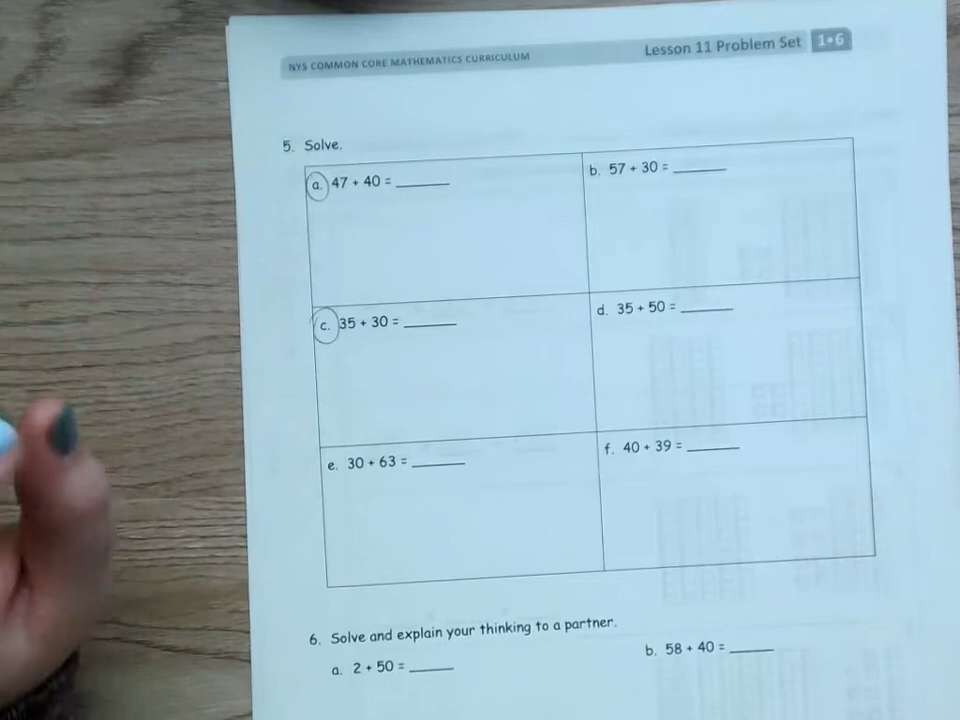 NYS COMMON CORE MATHEMATICS CURRICULUM Lesson 11 Problem Set 1•6
5. Solve.
a. 47 + 40 = ______ b. 57 + 30 = ______
c. 35 + 30 = ______ d. 35 + 50 = ______
e. 30 + 63 = ______ f. 40 + 39 = ______
6. Solve and explain your thinking to a partner.
a. 2 + 50 = ______ b. 58 + 40 = ______